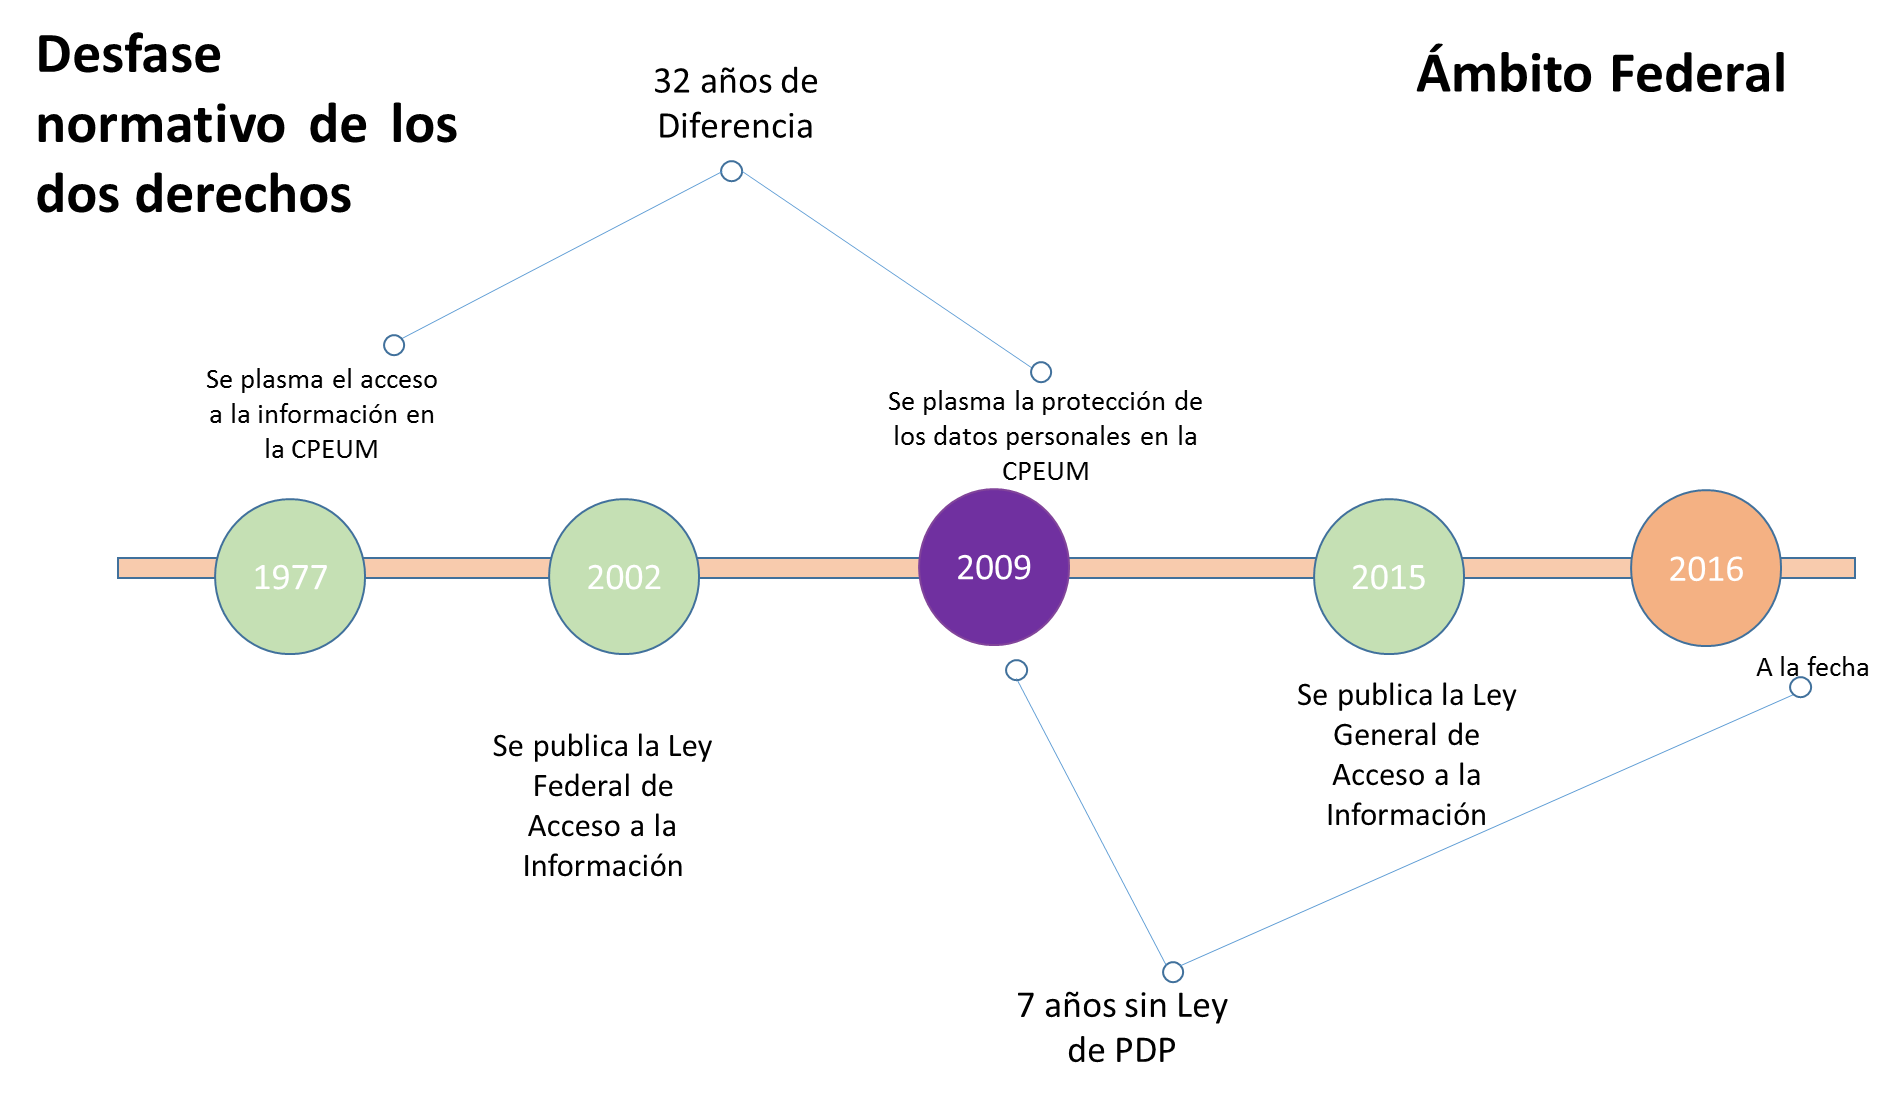 Desfase
normativo de los
dos derechos
Ámbito Federal
32 años de
Diferencia
Se plasma el acceso
a la información en
la CPEUM
Se plasma la protección de
los datos personales en la
CPEUM
1977
2002
2009
2015
2016
A la fecha
Se publica la Ley
Federal de
Acceso a la
Información
Se publica la Ley
General de
Acceso a la
Información
7 años sin Ley
de PDP